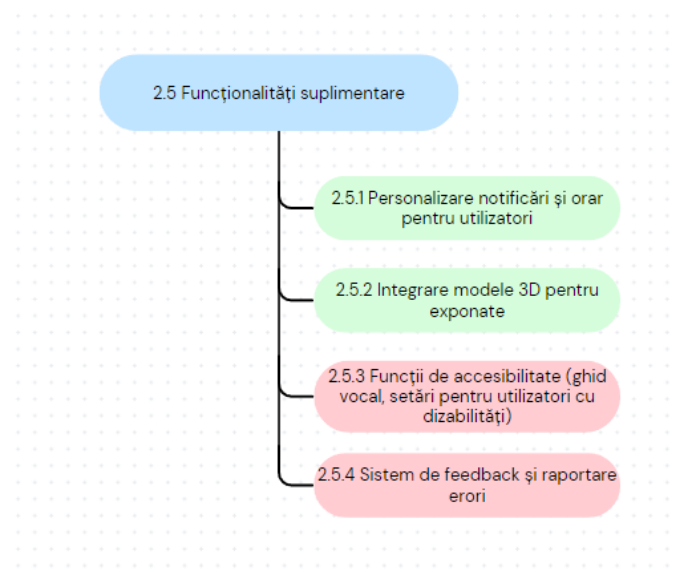 2.5 Funcționalități suplimentare
2.5.1 Personalizare notificări și orar
pentru utilizatori
2.5.2 Integrare modele 3D pentru
exponate
2.5.3 Funcții de accesibilitate (ghid
vocal, setări pentru utilizatori cu
dizabilități)
2.5.4 Sistem de feedback și raportare
erori